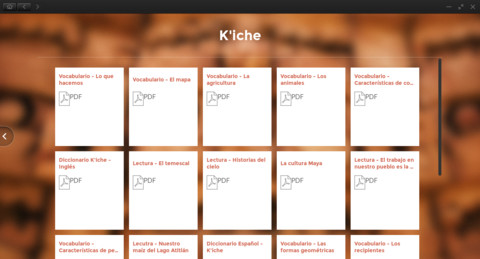 K'iche
Vocabulario - Lo que
hacemos
PDF
Vocabulario - El mapa
PDF
Vocabulario - La
agricultura
PDF
Vocabulario - Los
animales
PDF
Vocabulario -
Características de co...
PDF
Diccionario K'iche -
Inglés
PDF
Lectura - El temescal
PDF
Lectura - Historias del
cielo
PDF
La cultura Maya
PDF
Lectura - El trabajo en
nuestro pueblo es la ...
PDF
Vocabulario -
Características de pe...
Lecutre - Nuestro
maíz del Lago Atitlán
Diccionario Español -
K'iche
Vocabulario - Las
formas geométricas
Vocabulario - Los
recipientes